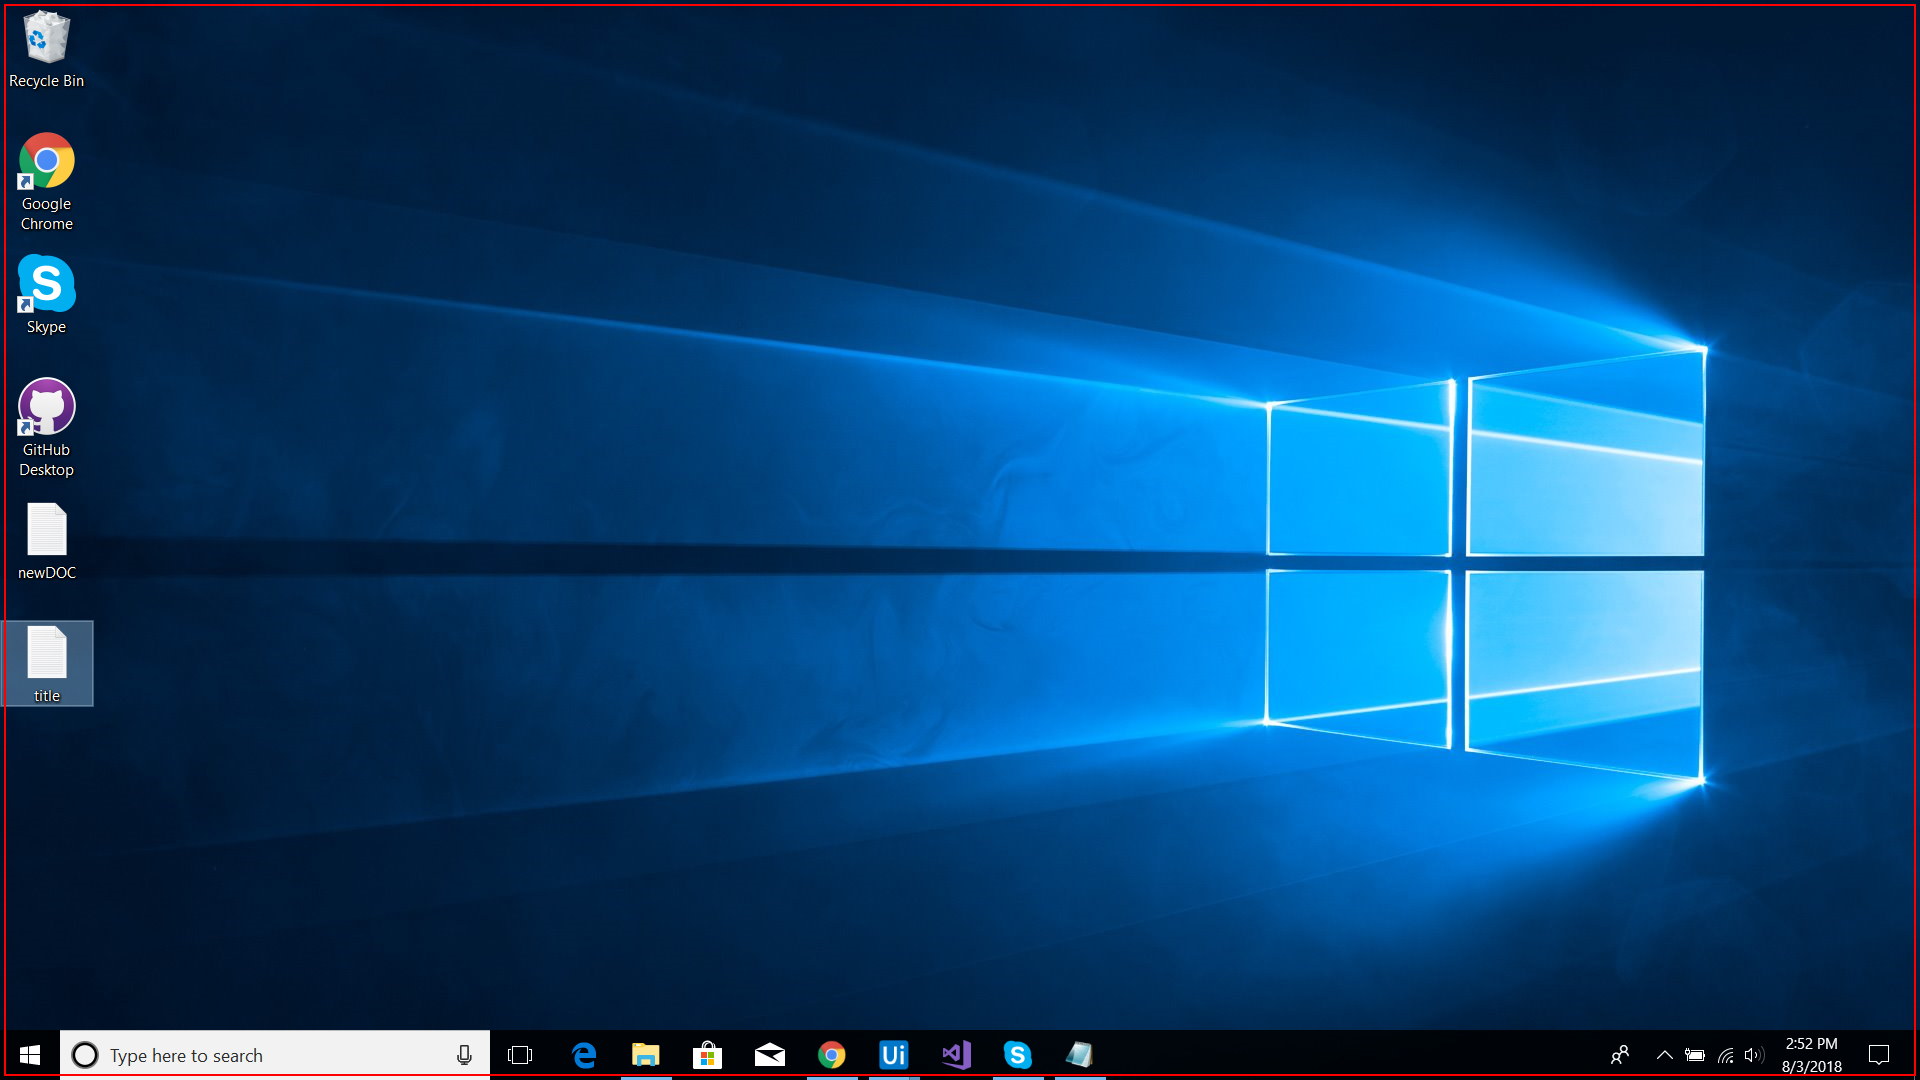 Recycle Bin
Google
Chrome
S
Skype
GitHub
Desktop
newDOC
title
Type here to search
Ui
S
2:52 PM
8/3/2018